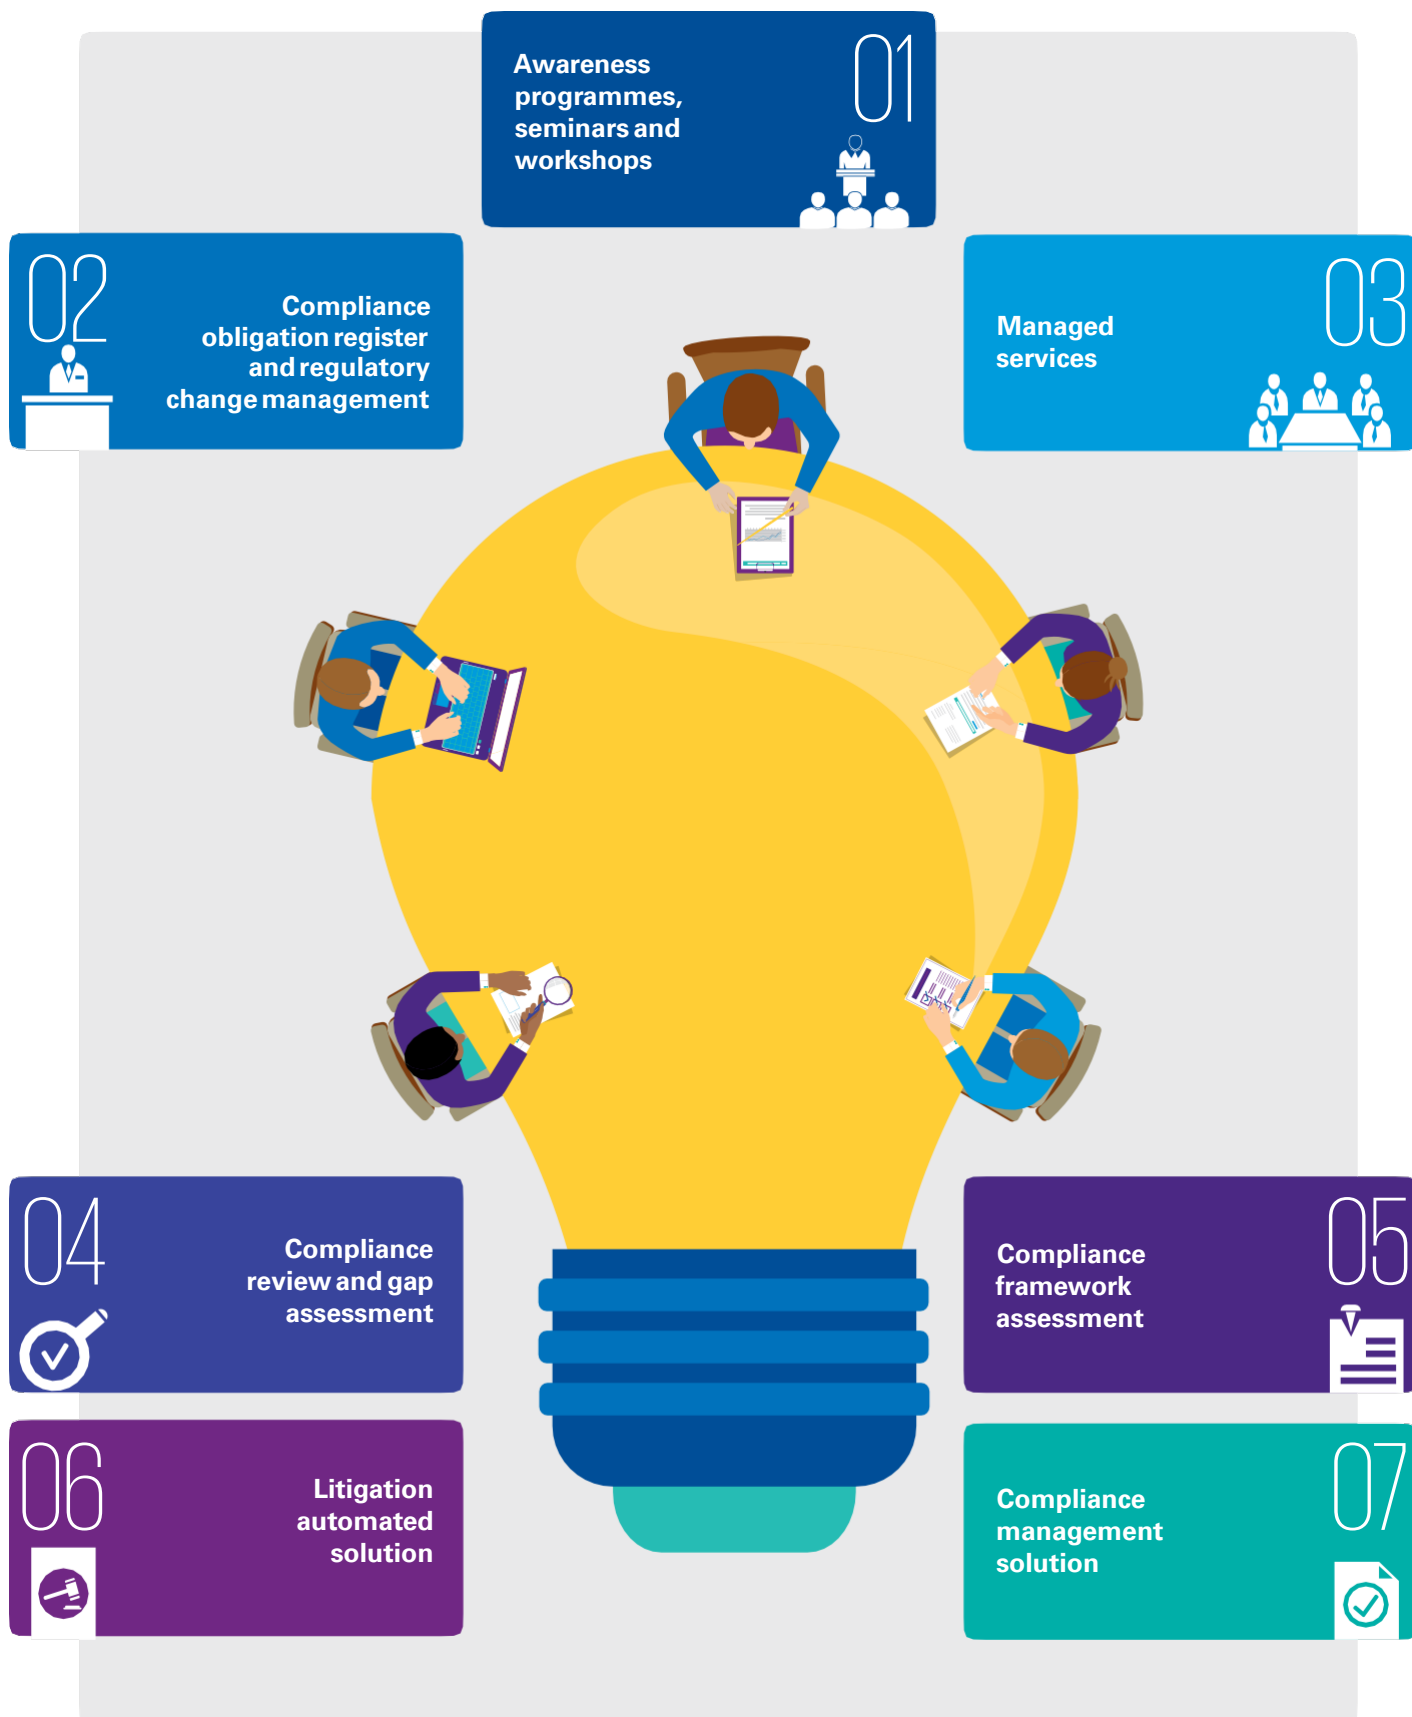 01
Awareness
programmes,
seminars and
workshops
02
Compliance
obligation register
and regulatory
change management
03
Managed
services
04
Compliance
review and gap
assessment
05
Compliance
framework
assessment
06
Litigation
automated
solution
07
Compliance
management
solution